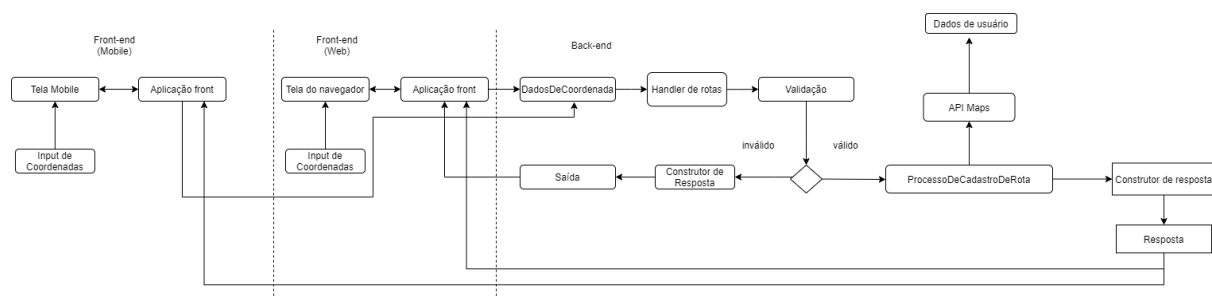 Dados de usuário
Front-end
(Mobile)
Front-end
(Web)
Back-end
Tela Mobile
Aplicação front
Tela do navegador
Aplicação front
DadosDeCoordenada
Handler de rotas
Validação
API Maps
Input de
Coordenadas
Input de
Coordenadas
inválido
válido
Saída
Construtor de
Resposta
ProcessoDeCadastroDeRota
Construtor de resposta
Resposta